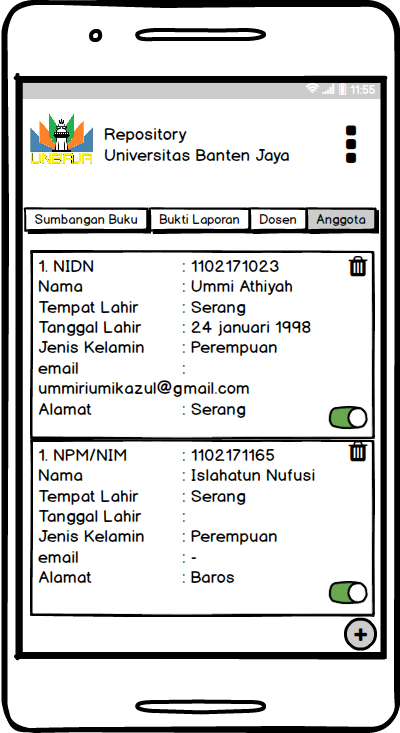 11:55
UNBAJA
Repository
Universitas Banten Jaya
Sumbangan Buku Bukti Laporan Dosen Anggota
1. NIDN : 1102171023
Nama : Ummi Athiyah
Tempat Lahir : Serang
Tanggal Lahir : 24 januari 1998
Jenis Kelamin : Perempuan
email :
ummiriumikazul@gmail.com
Alamat : Serang
1. NPM/NIM : 1102171165
Nama : Islahatun Nufusi
Tempat Lahir : Serang
Tanggal Lahir :
Jenis Kelamin : Perempuan
email : -
Alamat : Baros